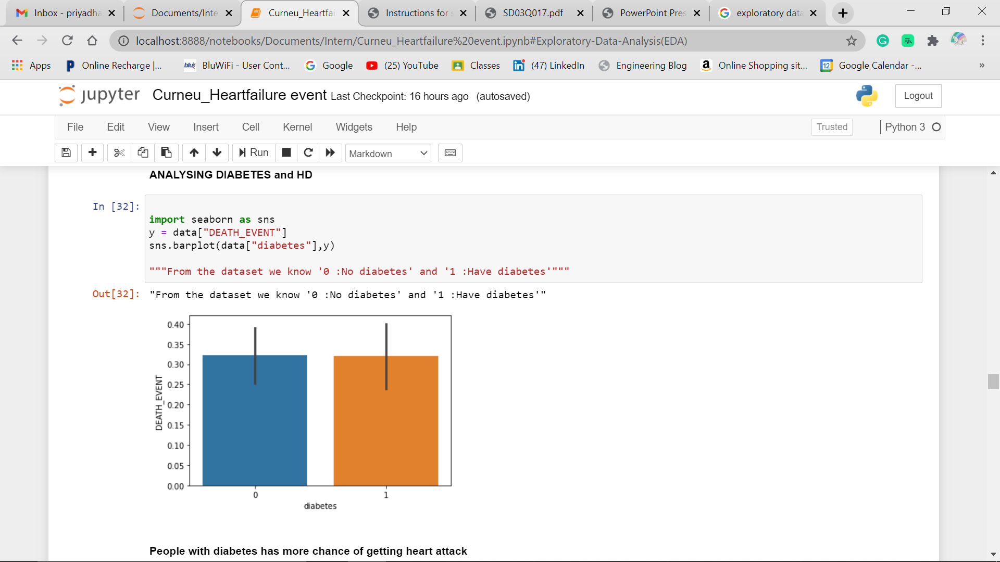 Inbox - priyadha
Documents/Inte
Curneu_Heartfai
Instructions for s
SD03Q017.pdf
PowerPoint Pres
exploratory data
localhost:8888/notebooks/Documents/Intern/Curneu_Heartfailure%20event.ipynb#Exploratory-Data-Analysis(EDA)
Apps
Online Recharge |...
BluWiFi - User Cont...
Google
(25) YouTube
Classes
(47) LinkedIn
Engineering Blog
Online Shopping sit...
12
Google Calendar -...
»
jupyter Curneu_Heartfailure event Last Checkpoint: 16 hours ago (autosaved)
Logout
File Edit View Insert Cell Kernel Widgets Help
Trusted
Python 3
Run
Markdown
ANALYSING DIABETES and HD
In [32]:
import seaborn as sns
y = data["DEATH_EVENT"]
sns.barplot(data["diabetes"],y)
"""From the dataset we know '0 :No diabetes' and '1 :Have diabetes'"""
Out[32]: "From the dataset we know '0 :No diabetes' and '1 :Have diabetes'"
0.40
0.35
0.30
0.25
0.20
0.15
0.10
0.05
0.00
DEATH_EVENT
0 1
diabetes
People with diabetes has more chance of getting heart attack